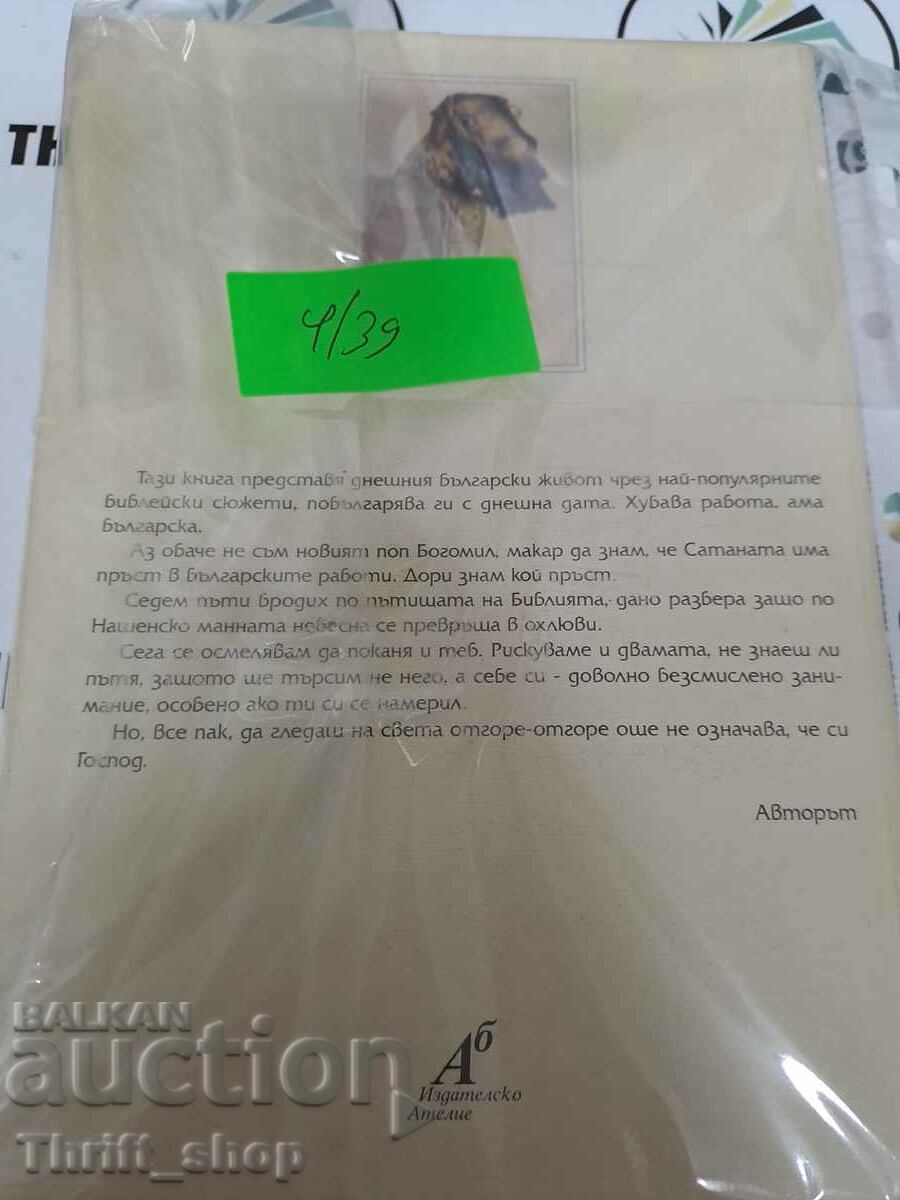 TH
4/39
Тази книга представя днешния български живот чрез най-популярните
библейски сюжети, побългарява ги с днешна дата. Хубава работа, ама
българска.
Аз обаче не съм новият поп Богомил, макар да знам, че Сатаната има
пръст в българските работи. Дори знам кой пръст.
Седем пъти бродих по пътищата на Библията, дано разбера защо по
Нашенско манната небесна се превръща в охлюви.
Сега се осмелявам да поканя и теб. Рискуваме и двамата, не знаеш ли
пътя, защото ще търсим не него, а себе си - доволно безсмислено зани-
мание, особено ако ти си се намерил.
Но, все пак, да гледаш на света отгоре-отгоре още не означава, че си
Господ.
Авторът
Аб
Издателско
Ателие
BALKAN
auction
Thrift_shop